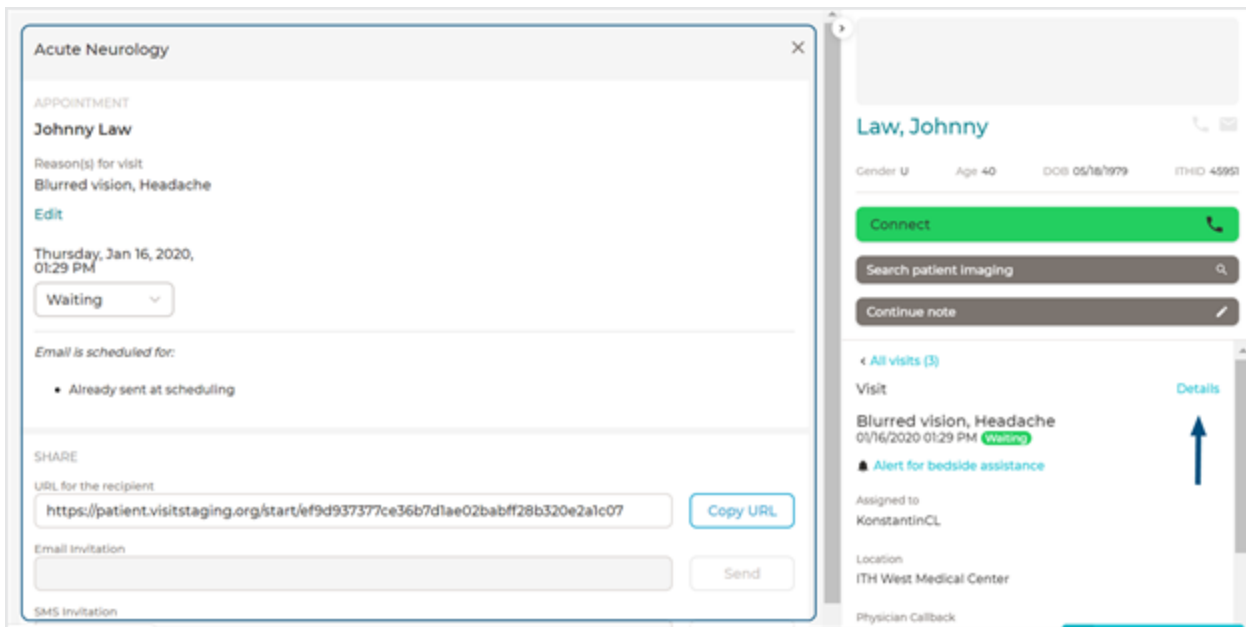 Acute Neurology
APPOINTMENT
Johnny Law
Reason(s) for visit
Blurred vision, Headache
Edit
Thursday, Jan 16, 2020,
01:29 PM
Waiting
Email is scheduled for:
• Already sent at scheduling
SHARE
URL for the recipient
https://patient.visitstaging.org/start/ef9d937377ce36b7d1ae02babff28b320e2a1c07
Copy URL
Email Invitation
Send
SMS Invitation
Law, Johnny
Gender U Age 40 DOB 05/18/1979 ITHID 45951
Connect
Search patient imaging
Continue note
All visits (3)
Visit Details
Blurred vision, Headache
01/16/2020 01:29 PM Waiting
Alert for bedside assistance
Assigned to
KonstantinCL
Location
ITH West Medical Center
Physician Callback